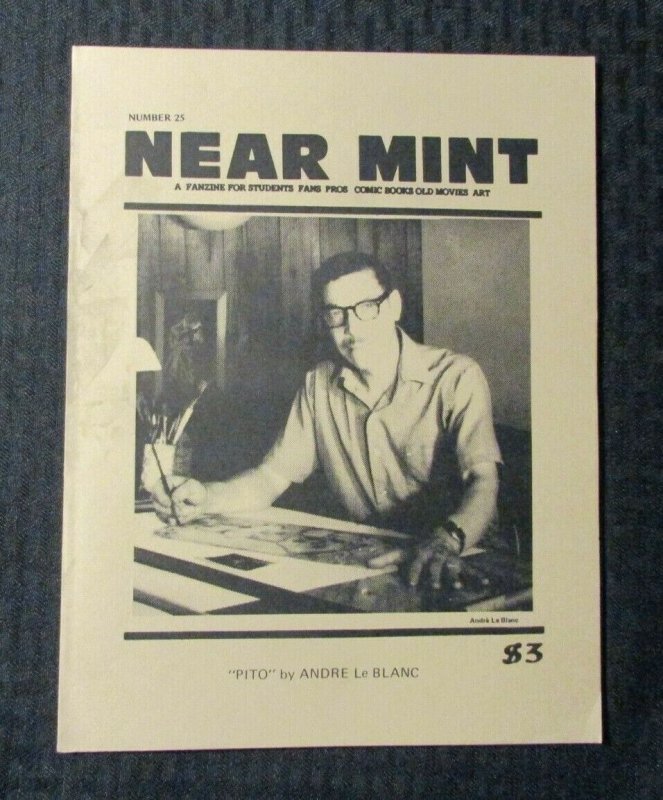 NUMBER 25
NEAR MINT
A FANZINE FOR STUDENTS FANS PROS COMIC BOOKS OLD MOVIES ART
André Le Blanc
$3
"PITO" by ANDRE Le BLANC